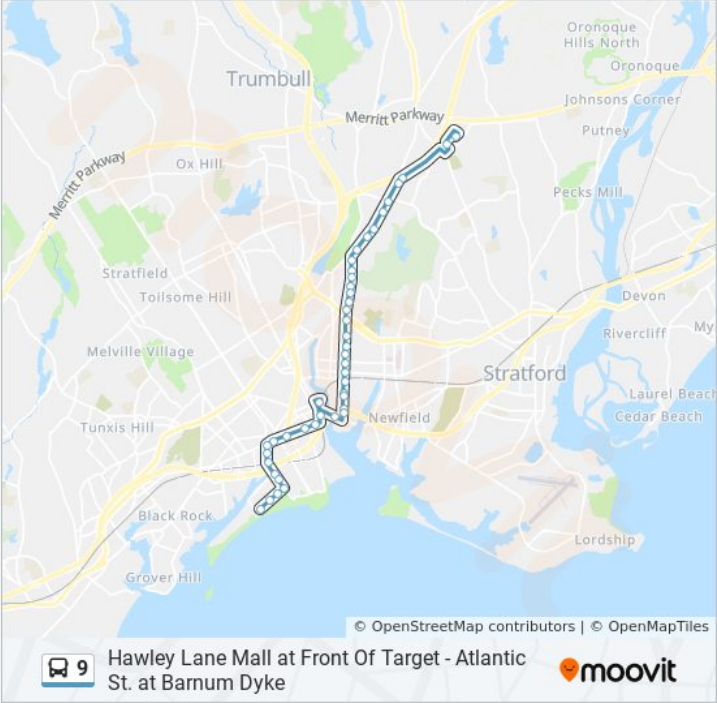 Oronoque
Hills North
Oronoque
Trumbull
Johnsons Corner
Merritt Parkway
Putney
Merritt Parkway
Ox Hill
Pecks Mill
Stratfield
Toilsome Hill
Devon
Rivercliff
My
Melville Village
Stratford
Laurel Beach
Cedar Beach
Newfield
Tunxis Hill
Black Rock
Lordship
Grover Hill
© OpenStreetMap contributors | © OpenMapTiles
9
Hawley Lane Mall at Front Of Target - Atlantic
St. at Barnum Dyke
moovit